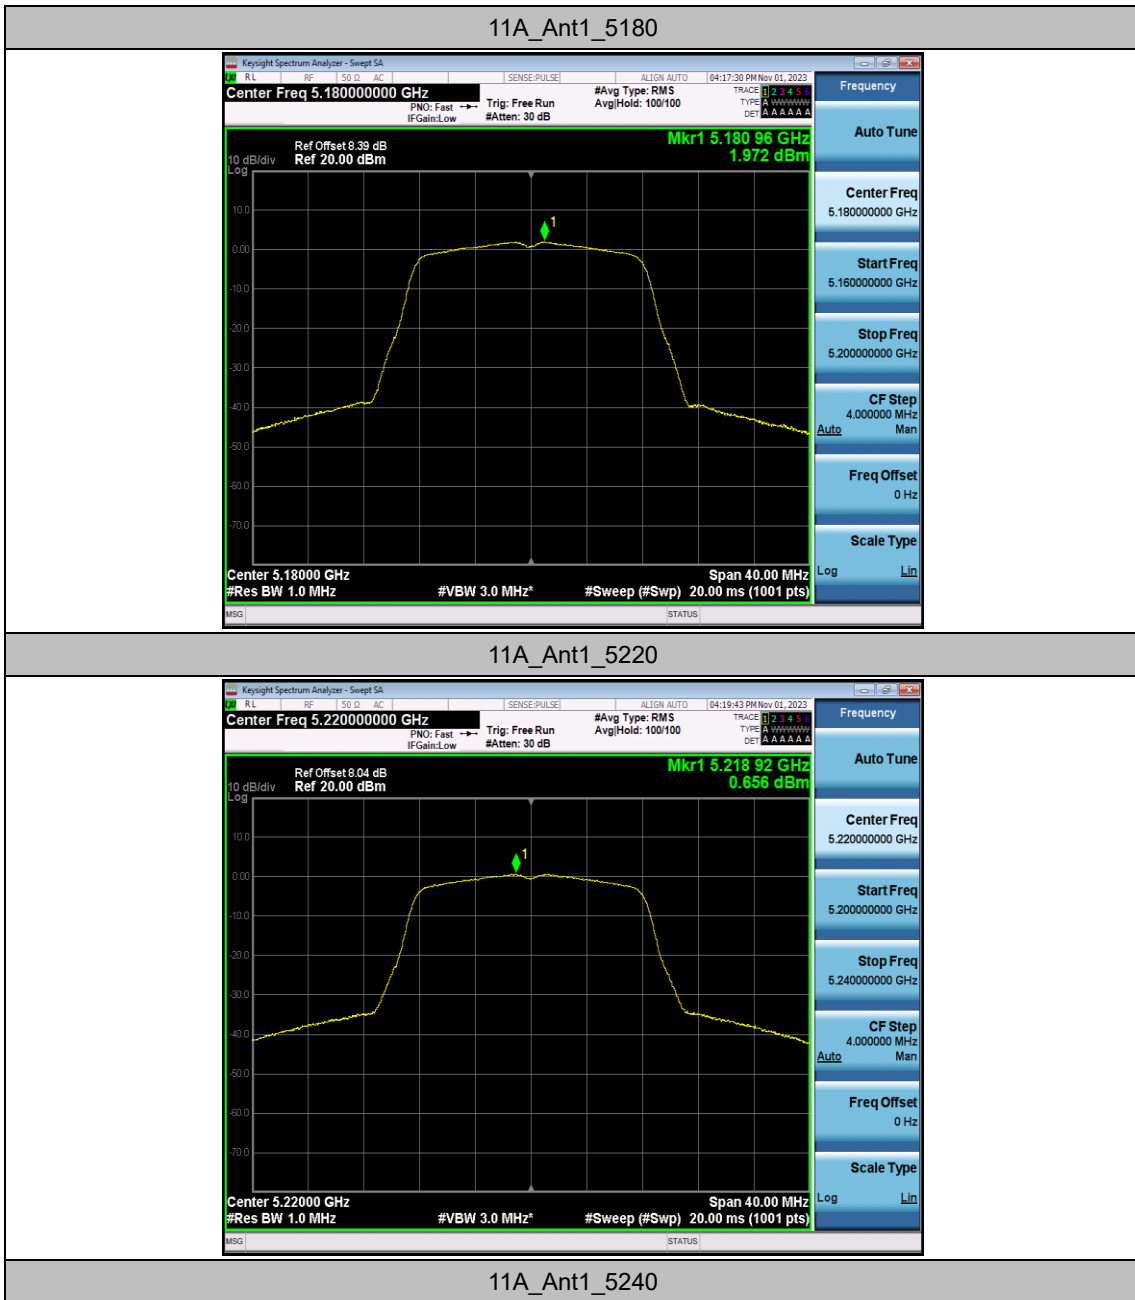 11A_Ant1_5180
Keysight Spectrum Analyzer - Swept SA
RL RF 50 Ω AC SENSE:PULSE ALIGN AUTO 04:17:30 PM Nov 01, 2023
Center Freq 5.180000000 GHz
PNO: Fast
IFGain:Low
Trig: Free Run
#Atten: 30 dB
#Avg Type: RMS
Avg|Hold: 100/100
TRACE 1 2 3 4 5 6
TYPE A WWWWW
DET A A A A A A
Mkr1 5.180 96 GHz
1.972 dBm
Ref Offset 8.39 dB
10 dB/div Ref 20.00 dBm
Log
10.0
0.00
-10.0
-20.0
-30.0
-40.0
-50.0
-60.0
-70.0
1
Center 5.18000 GHz Span 40.00 MHz
#Res BW 1.0 MHz #VBW 3.0 MHz* #Sweep (#Swp) 20.00 ms (1001 pts)
MSG STATUS
Frequency
Auto Tune
Center Freq
5.180000000 GHz
Start Freq
5.160000000 GHz
Stop Freq
5.200000000 GHz
CF Step
4.000000 MHz
Auto Man
Freq Offset
0 Hz
Scale Type
Log Lin
11A_Ant1_5220
Keysight Spectrum Analyzer - Swept SA
RL RF 50 Ω AC SENSE:PULSE ALIGN AUTO 04:19:43 PM Nov 01, 2023
Center Freq 5.220000000 GHz
PNO: Fast
IFGain:Low
Trig: Free Run
#Atten: 30 dB
#Avg Type: RMS
Avg|Hold: 100/100
TRACE 1 2 3 4 5 6
TYPE A WWWWW
DET A A A A A A
Mkr1 5.218 92 GHz
0.656 dBm
Ref Offset 8.04 dB
10 dB/div Ref 20.00 dBm
Log
10.0
0.00
-10.0
-20.0
-30.0
-40.0
-50.0
-60.0
-70.0
1
Center 5.22000 GHz Span 40.00 MHz
#Res BW 1.0 MHz #VBW 3.0 MHz* #Sweep (#Swp) 20.00 ms (1001 pts)
MSG STATUS
Frequency
Auto Tune
Center Freq
5.220000000 GHz
Start Freq
5.200000000 GHz
Stop Freq
5.240000000 GHz
CF Step
4.000000 MHz
Auto Man
Freq Offset
0 Hz
Scale Type
Log Lin
11A_Ant1_5240